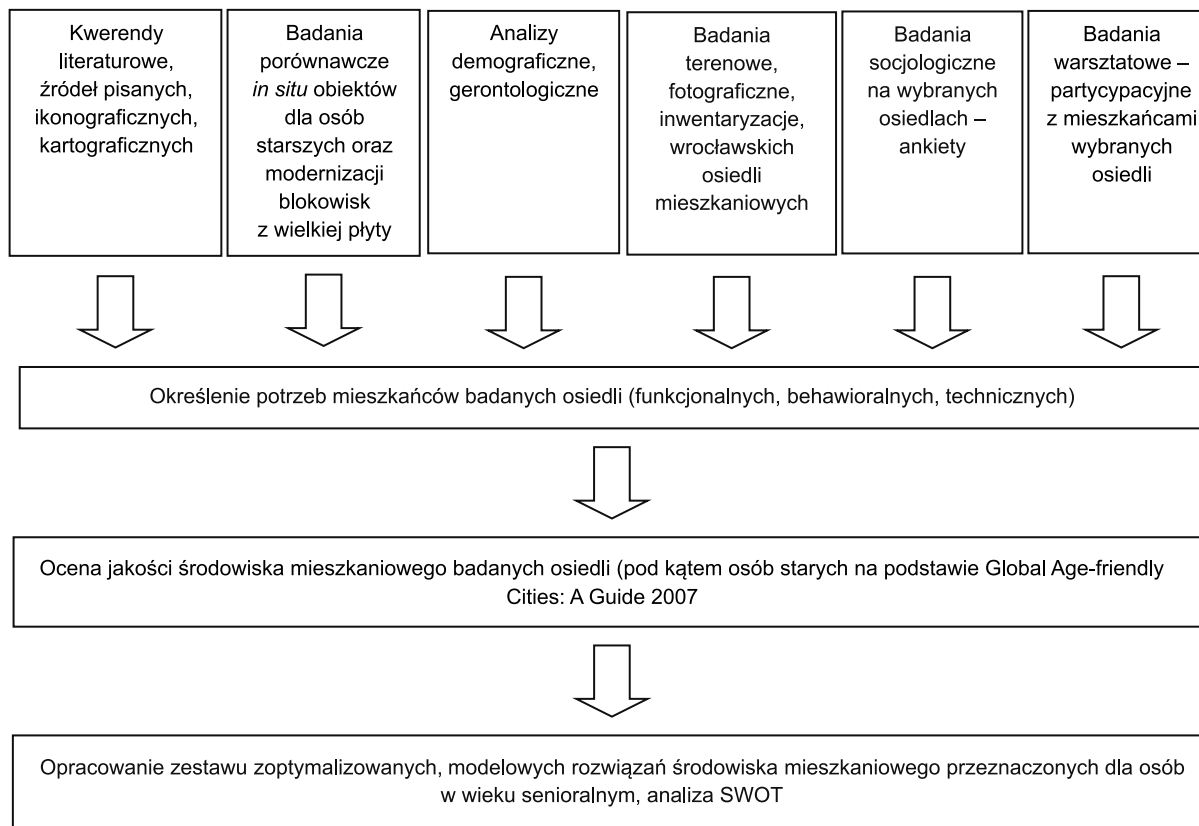 Kwerendy
literaturowe,
źródeł pisanych,
ikonograficznych,
kartograficznych
Badania
porównawcze
in situ obiektów
dla osób
starszych oraz
modernizacji
blokowisk
z wielkiej płyty
Analizy
demograficzne,
gerontologiczne
Badania
terenowe,
fotograficzne,
inwentaryzacje,
wrocławskich
osiedli
mieszkaniowych
Badania
socjologiczne
na wybranych
osiedlach –
ankiety
Badania
warsztatowe –
partycypacyjne
z mieszkańcami
wybranych
osiedli
Określenie potrzeb mieszkańców badanych osiedli (funkcjonalnych, behawioralnych, technicznych)
Ocena jakości środowiska mieszkaniowego badanych osiedli (pod kątem osób starych na podstawie Global Age-friendly
Cities: A Guide 2007
Opracowanie zestawu zoptymalizowanych, modelowych rozwiązań środowiska mieszkaniowego przeznaczonych dla osób
w wieku senioralnym, analiza SWOT